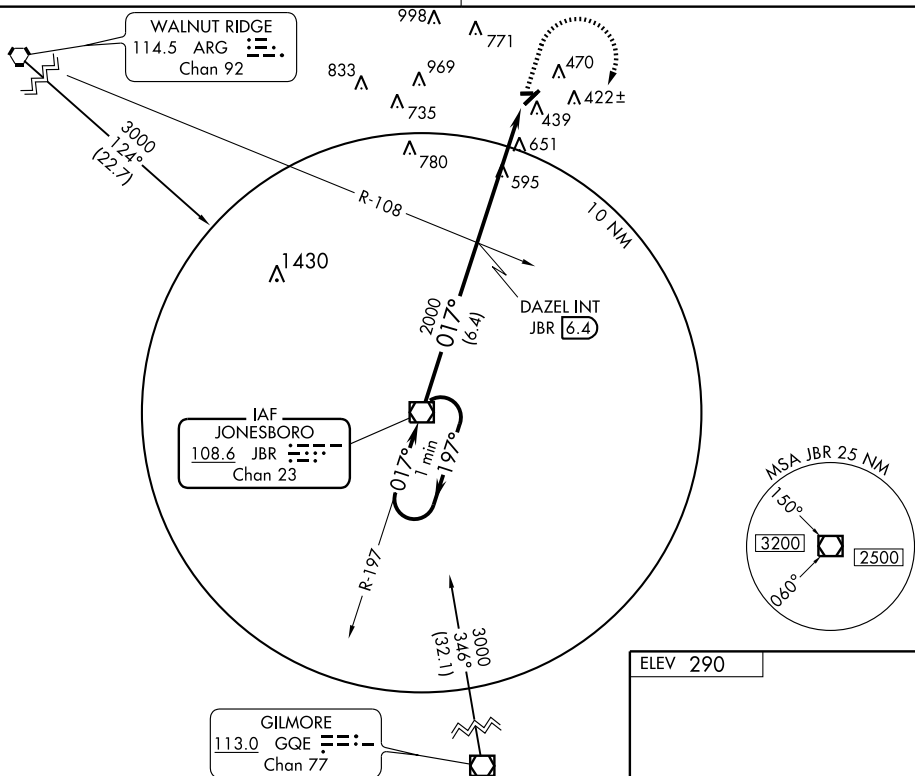 WALNUT RIDGE
114.5 ARG
Chan 92
998
771
833
969
735
780
470
422±
439
651
595
3000
124°
(22.7)
R-108
10 NM
1430
DAZEL INT
JBR 6.4
2000
017°
(6.4)
IAF
JONESBORO
108.6 JBR
Chan 23
017°
1 min
197°
R-197
MSA JBR 25 NM
150°
3200
2500
060°
3000
346°
(32.1)
ELEV 290
GILMORE
113.0 GQE
Chan 77